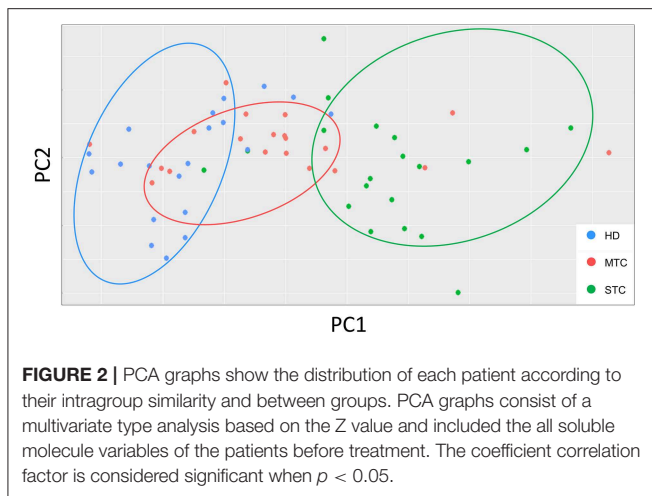 PC2
HD
MTC
STC
PC1
FIGURE 2 | PCA graphs show the distribution of each patient according to
their intragroup similarity and between groups. PCA graphs consist of a
multivariate type analysis based on the Z value and included the all soluble
molecule variables of the patients before treatment. The coefficient correlation
factor is considered significant when p < 0.05.